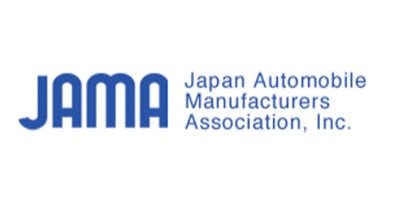 JAMA
Japan Automobile
Manufacturers
Association, Inc.